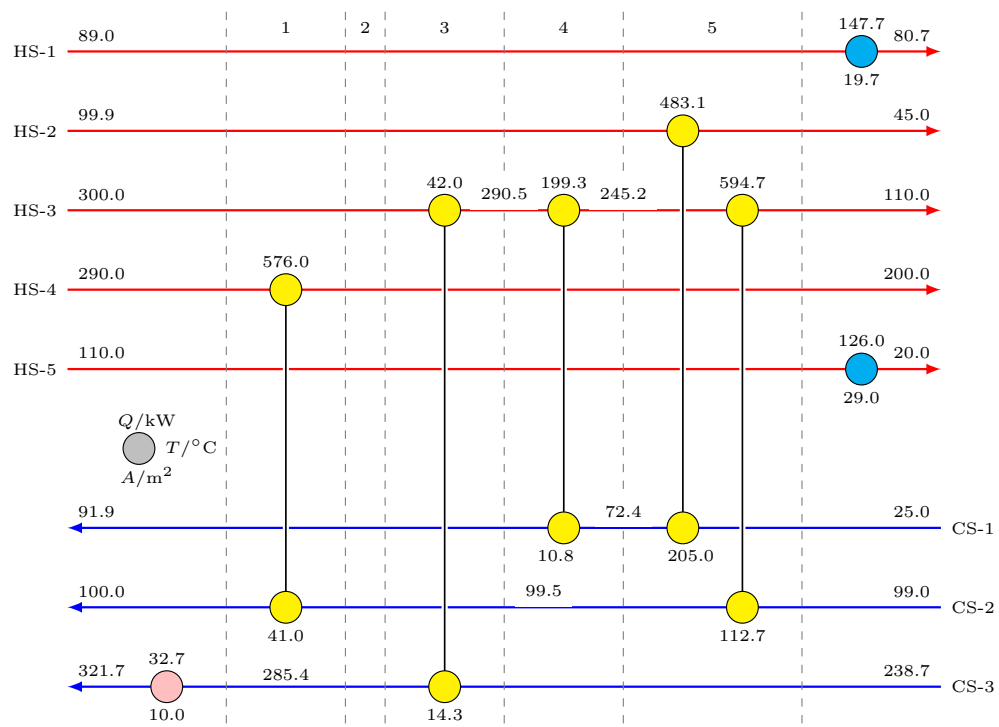 1 2 3 4 5
147.7
HS-1 89.0 80.7
19.7
483.1
HS-2 99.9 45.0
42.0 199.3 594.7
HS-3 300.0 290.5 245.2 110.0
576.0
HS-4 290.0 200.0
126.0
HS-5 110.0 20.0
29.0
Q/kW
T/°C
A/m²
91.9 72.4 25.0 CS-1
10.8 205.0
100.0 99.5 99.0 CS-2
41.0 112.7
32.7
321.7 285.4 238.7 CS-3
10.0 14.3